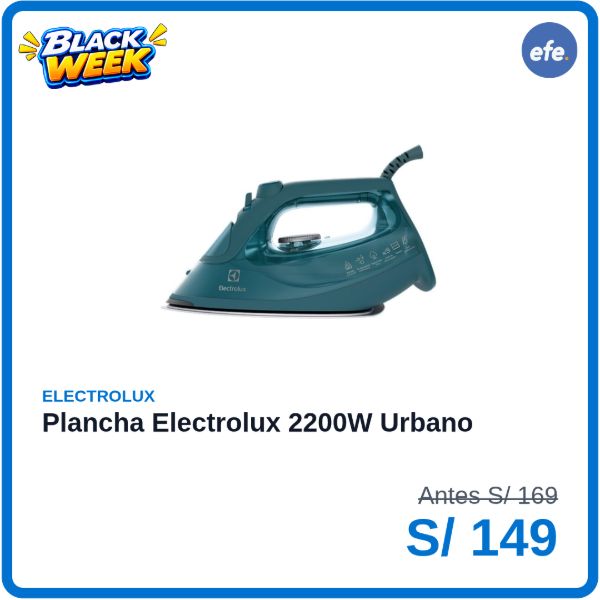 BLACK
WEEK
efe.
Electrolux
ELECTROLUX
Plancha Electrolux 2200W Urbano
Antes S/ 169
S/ 149